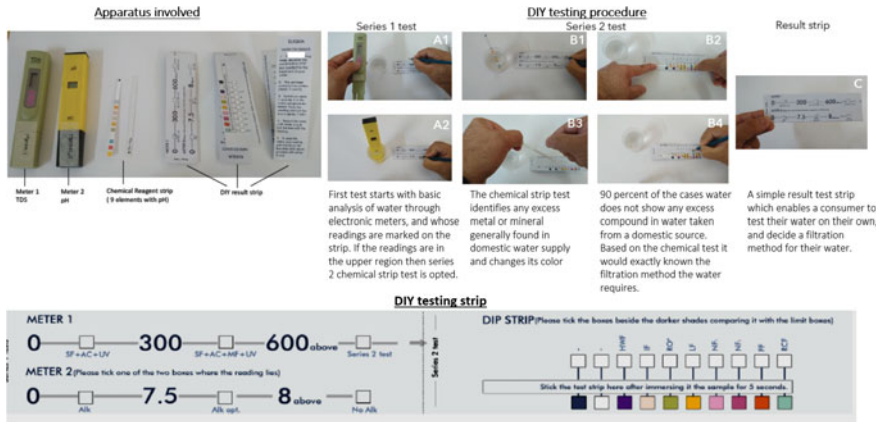 Apparatus involved
DIY testing procedure
Series 1 test
Series 2 test
Result strip
A1
B1
B2
A2
B3
B4
C
Meter 1
TDS
Meter 2
pH
Chemical Reagent strip
( 9 elements with pH)
DIY result strip
First test starts with basic
analysis of water through
electronic meters, and whose
readings are marked on the
strip. If the readings are in
the upper region then series
2 chemical strip test is opted.
The chemical strip test
identifies any excess
metal or mineral
generally found in
domestic water supply
and changes its color
90 percent of the cases water
does not show any excess
compound in water taken
from a domestic source.
Based on the chemical test it
would exactly known the
filtration method the water
requires.
A simple result test strip
which enables a consumer to
test their water on their own,
and decide a filtration
method for their water.
DIY testing strip
METER 1
0 300 600 above
SF+AC+UV SF+AC+MF+UV Series 2 test
METER 2 (Please tick one of the two boxes where the reading lies)
0 7.5 8 above
Alk Alk opt. No Alk
Series 2 test
DIP STRIP(Please tick the boxes beside the darker shades comparing it with the limit boxes)
- - HWF IF RO LF NF NF
Stick the test strip here after immersing it the sample for 5 seconds.